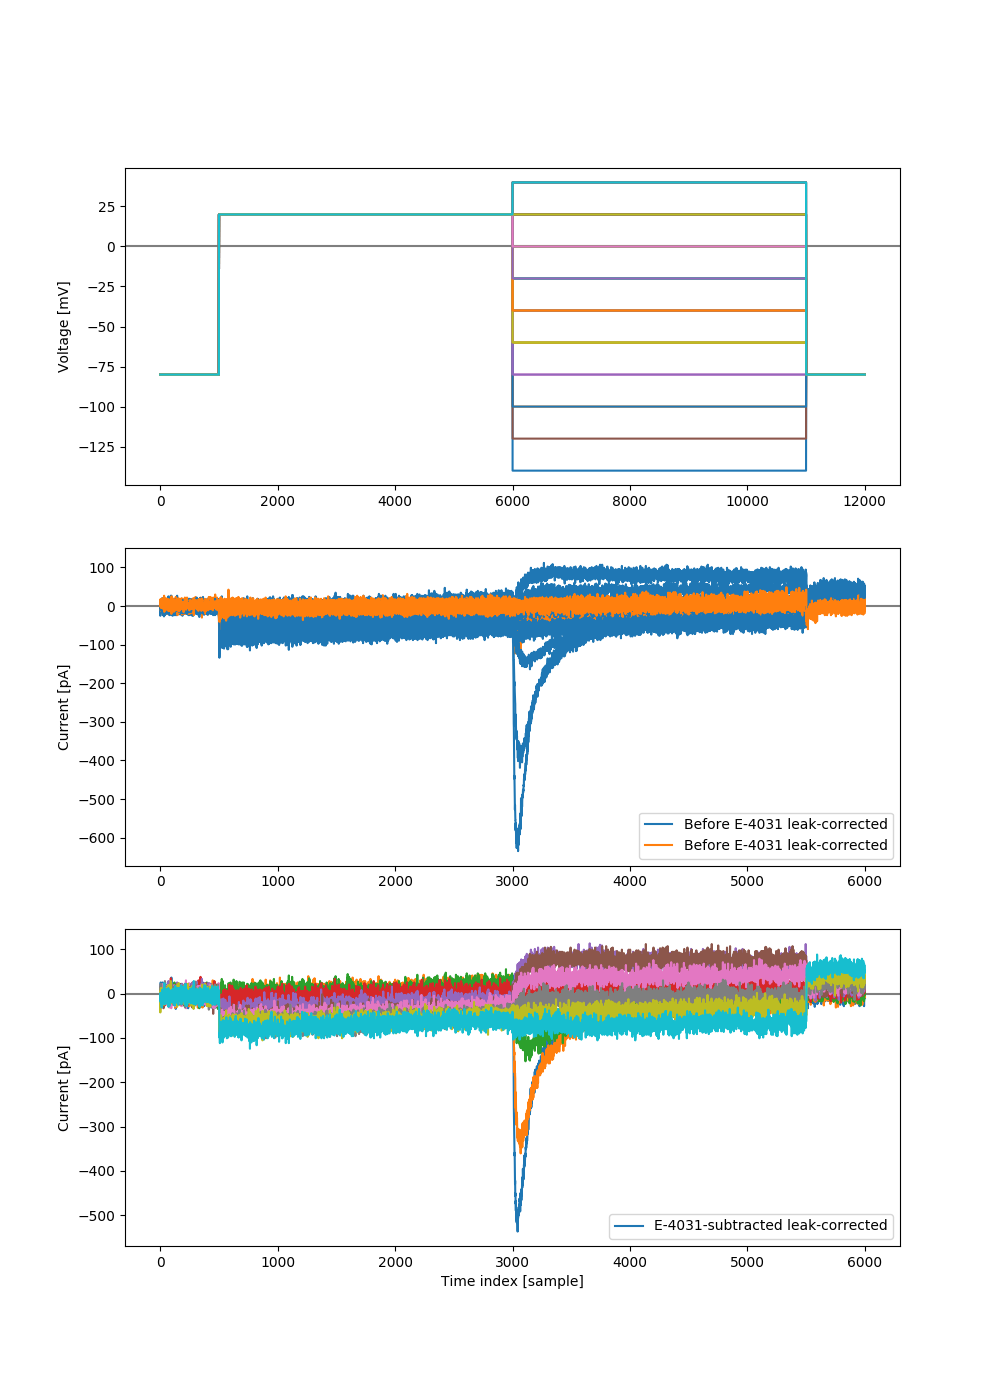 25
0
−25
−50
−75
−100
−125
Voltage [mV]
0 2000 4000 6000 8000 10000 12000
100
0
−100
−200
−300
−400
−500
−600
Current [pA]
Before E-4031 leak-corrected
Before E-4031 leak-corrected
0 1000 2000 3000 4000 5000 6000
100
0
−100
−200
−300
−400
−500
Current [pA]
E-4031-subtracted leak-corrected
0 1000 2000 3000 4000 5000 6000
Time index [sample]